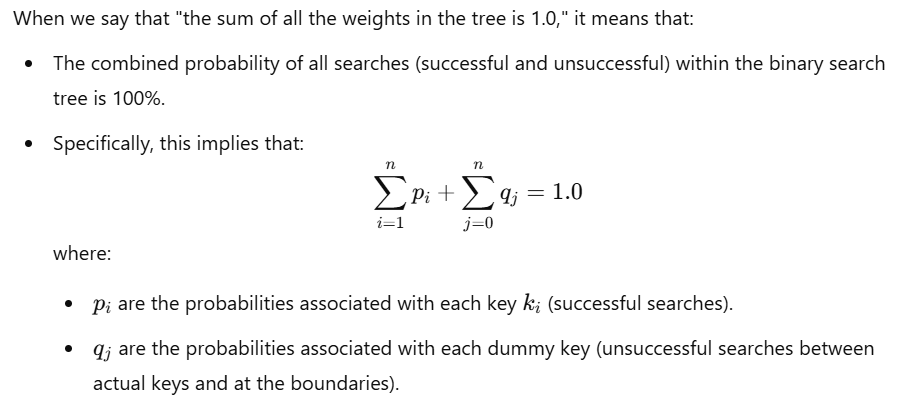 When we say that "the sum of all the weights in the tree is 1.0," it means that:
• The combined probability of all searches (successful and unsuccessful) within the binary search
tree is 100%.
• Specifically, this implies that:
$$\sum_{i=1}^{n} p_i + \sum_{j=0}^{n} q_j = 1.0$$
where:
• $p_i$ are the probabilities associated with each key $k_i$ (successful searches).
• $q_j$ are the probabilities associated with each dummy key (unsuccessful searches between
actual keys and at the boundaries).